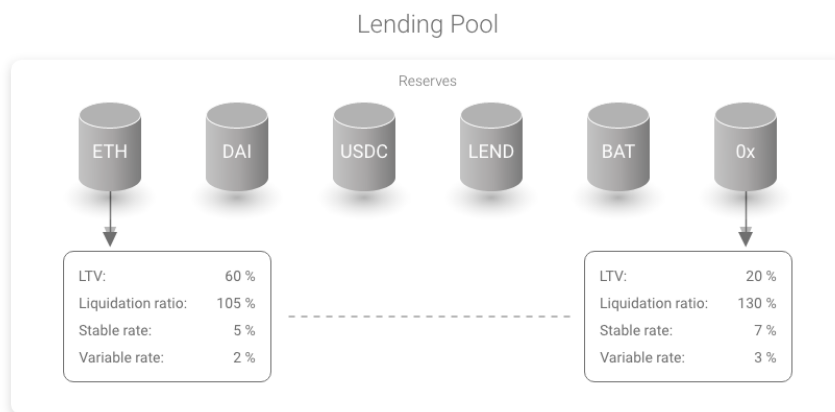 Lending Pool
Reserves
ETH DAI USDC LEND BAT 0x
LTV: 60 %
Liquidation ratio: 105 %
Stable rate: 5 %
Variable rate: 2 %
LTV: 20 %
Liquidation ratio: 130 %
Stable rate: 7 %
Variable rate: 3 %